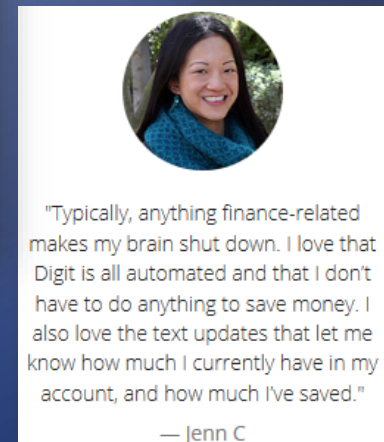 "Typically, anything finance-related
makes my brain shut down. I love that
Digit is all automated and that I don't
have to do anything to save money. I
also love the text updates that let me
know how much I currently have in my
account, and how much I've saved."
— Jenn C